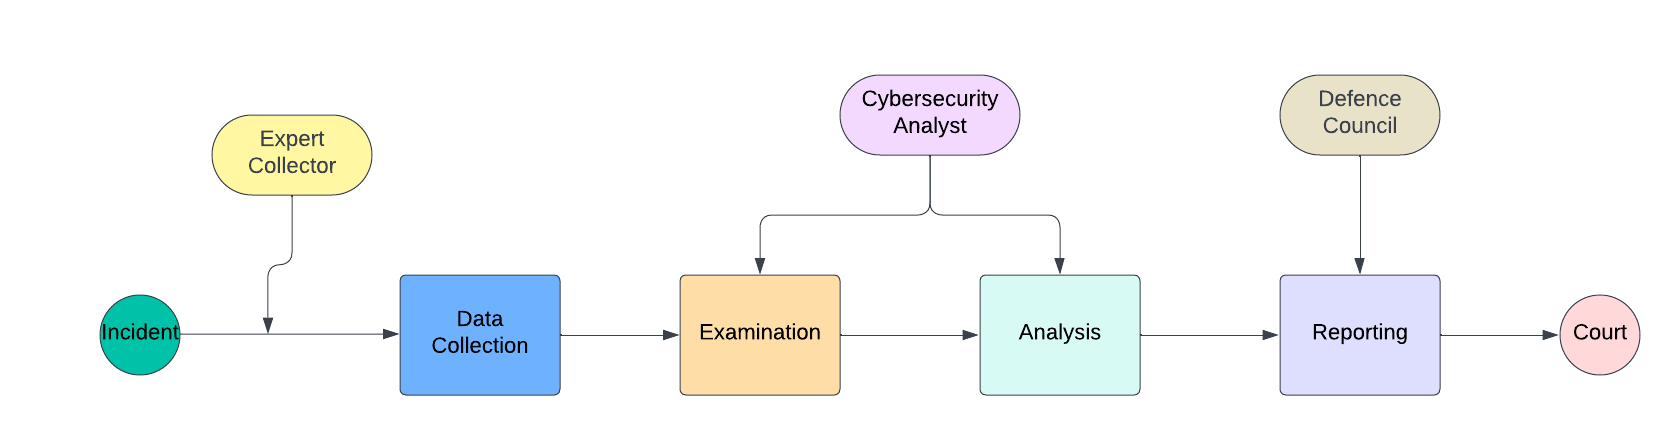 Cybersecurity
Analyst
Defence
Council
Expert
Collector
Incident
Data
Collection
Examination
Analysis
Reporting
Court